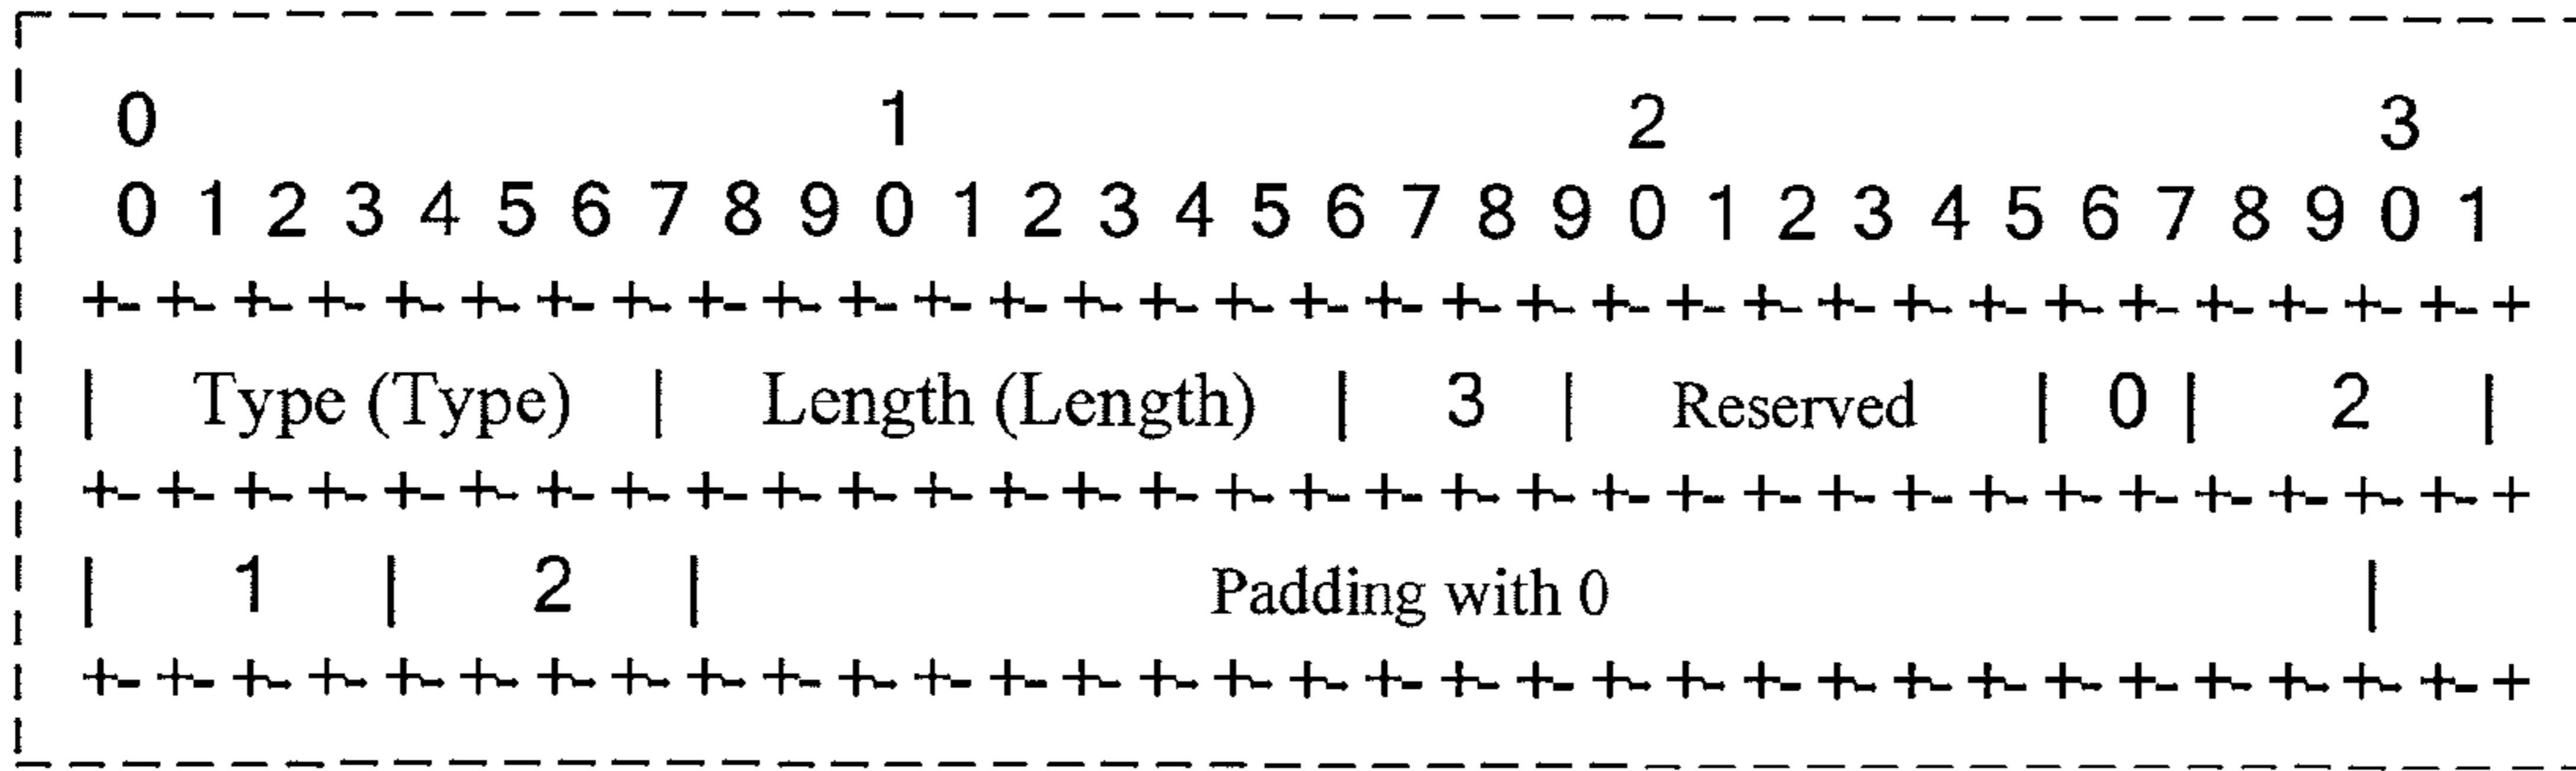 0 1 2 3
0 1 2 3 4 5 6 7 8 9 0 1 2 3 4 5 6 7 8 9 0 1 2 3 4 5 6 7 8 9 0 1
+-+-+-+-+-+-+-+-+-+-+-+-+-+-+-+-+-+-+-+-+-+-+-+-+-+-+-+-+-+-+-+-+
| Type (Type) | Length (Length) | 3 | Reserved | 0 | 2 |
+-+-+-+-+-+-+-+-+-+-+-+-+-+-+-+-+-+-+-+-+-+-+-+-+-+-+-+-+-+-+-+-+
| 1 | 2 | Padding with 0 |
+-+-+-+-+-+-+-+-+-+-+-+-+-+-+-+-+-+-+-+-+-+-+-+-+-+-+-+-+-+-+-+-+